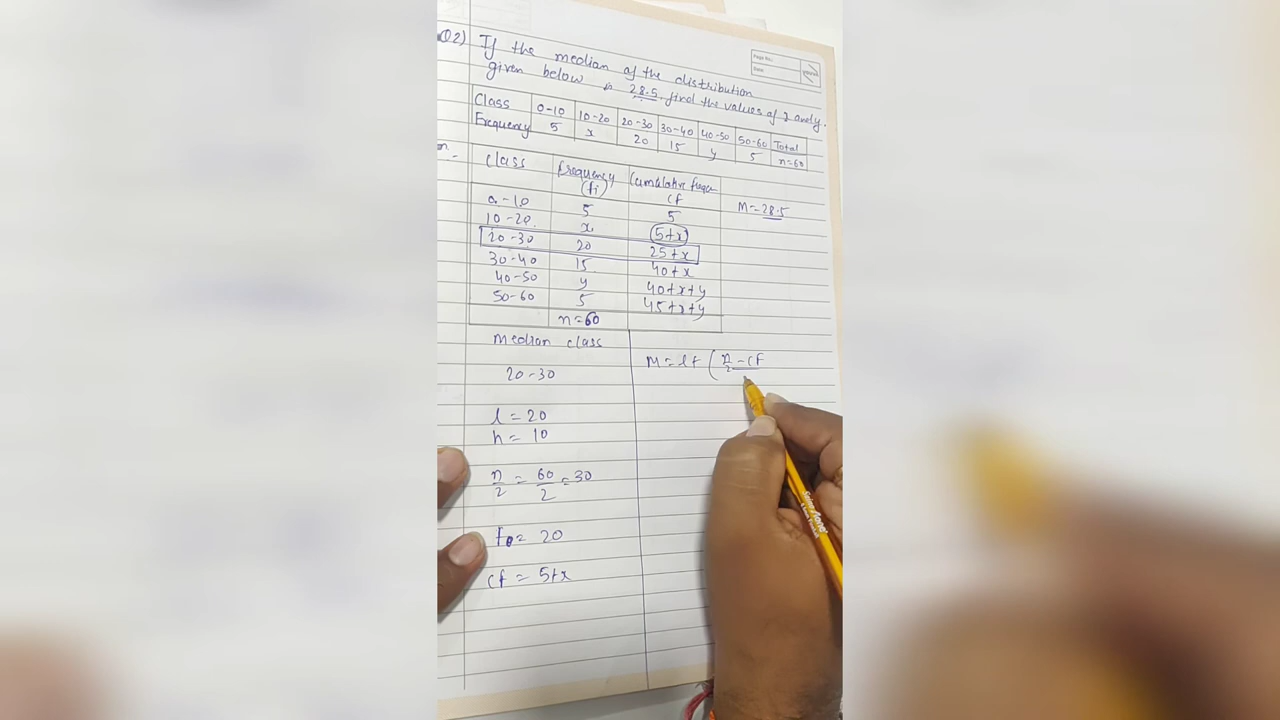 Q2) If the median of the distribution
given below is 28.5, find the values of x and y.
Page No.:
Date
Class 0-10 10-20 20-30 30-40 40-50 50-60 Total
Frequency 5 x 20 15 y 5 n=60
Class Frequency (fi) Cumulative frequen cf
0-10 5 5
10-20 x 5+x
20-30 20 25+x
30-40 15 40+x
40-50 y 40+x+y
50-60 5 45+x+y
n=60
M=28.5
Median class
20-30
l = 20
h = 10
n/2 = 60/2 = 30
f = 20
cf = 5+x
M = l+ (n/2 - cf